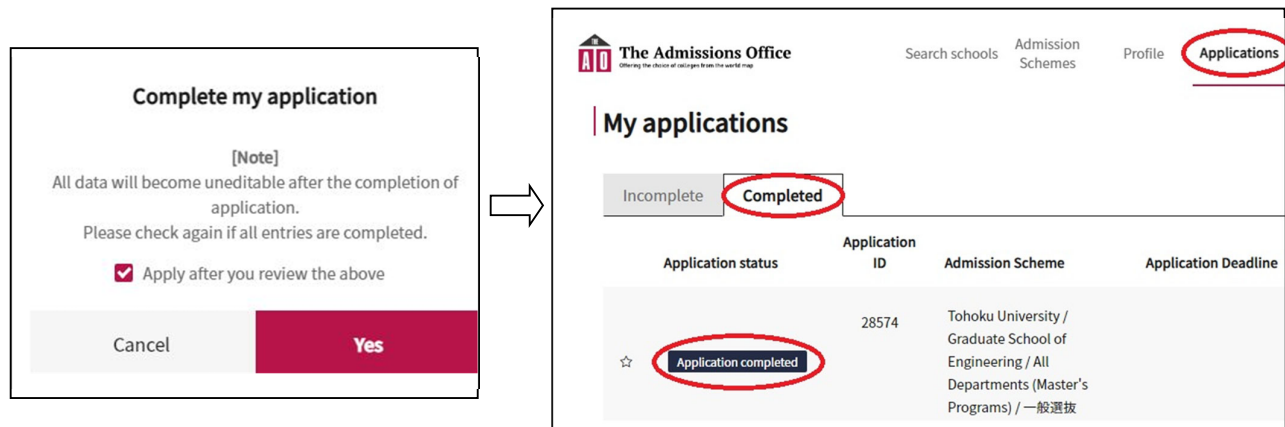 Complete my application
[Note]
All data will become uneditable after the completion of
application.
Please check again if all entries are completed.
Apply after you review the above
Cancel
Yes
THE
AO
The Admissions Office
Offering the choice of colleges from the world map
Search schools
Admission
Schemes
Profile
Applications
My applications
Incomplete
Completed
Application status
Application
ID
Admission Scheme
Application Deadline
Application completed
28574
Tohoku University /
Graduate School of
Engineering / All
Departments (Master's
Programs) / 一般選抜